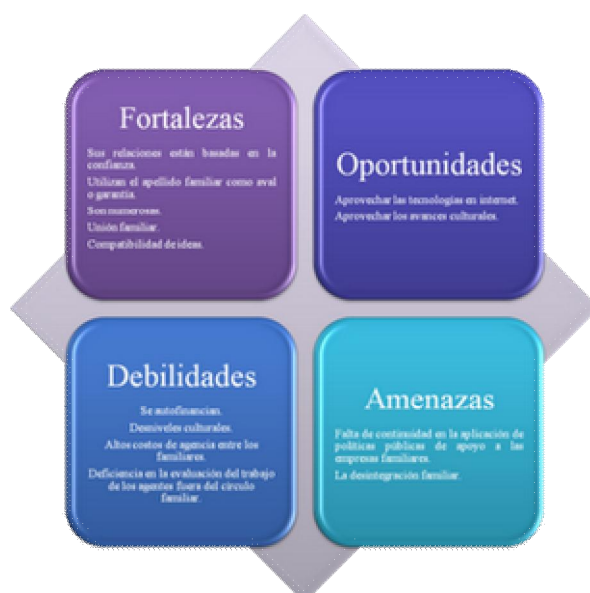 Fortalezas
Sus relaciones están basadas en la
confianza.
Utilizan el apellido familiar como aval
o garantía.
Son numerosas.
Unión familiar.
Compatibilidad de ideas.
Oportunidades
Aprovechar las tecnologías en internet.
Aprovechar los avances culturales.
Debilidades
Se autofinancian.
Desniveles culturales.
Altos costos de agencia entre los
familiares.
Deficiencia en la evaluación del trabajo
de los agentes fuera del círculo
familiar.
Amenazas
Falta de continuidad en la aplicación de
políticas públicas de apoyo a las
empresas familiares.
La desintegración familiar.